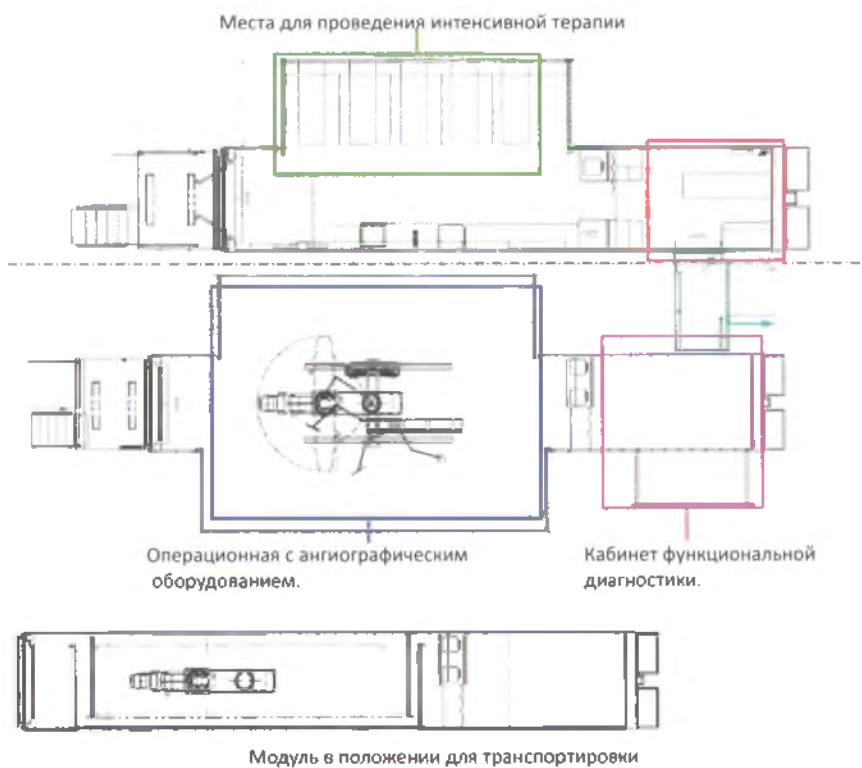 Места для проведения интенсивной терапии
Операционная с ангиографическим
оборудованием.
Кабинет функциональной
диагностики.
Модуль в положении для транспортировки